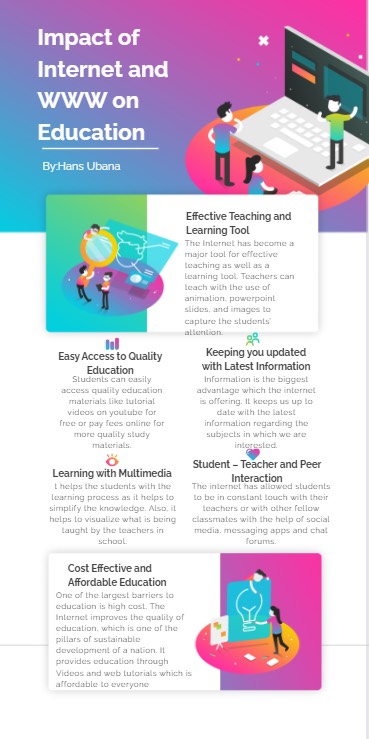 Impact of
Internet and
WWW on
Education
By:Hans Ubana
Effective Teaching and
Learning Tool
The Internet has become a
major tool for effective
teaching as well as a
learning tool. Teachers can
teach with the use of
animation, powerpoint
slides, and images to
capture the students'
attention.
Easy Access to Quality
Education
Students can easily
access quality education
materials like tutorial
videos on youtube for
free or pay fees online for
more quality study
materials.
Keeping you updated
with Latest Information
Information is the biggest
advantage which the internet
is offering. It keeps us up to
date with the latest
information regarding the
subjects in which we are
interested.
Learning with Multimedia
t helps the students with the
learning process as it helps to
simplify the knowledge. Also, it
helps to visualize what is being
taught by the teachers in
school.
Student – Teacher and Peer
Interaction
The internet has allowed students
to be in constant touch with their
teachers or with other fellow
classmates with the help of social
media, messaging apps and chat
forums.
Cost Effective and
Affordable Education
One of the largest barriers to
education is high cost. The
Internet improves the quality of
education, which is one of the
pillars of sustainable
development of a nation. It
provides education through
Videos and web tutorials which is
affordable to everyone